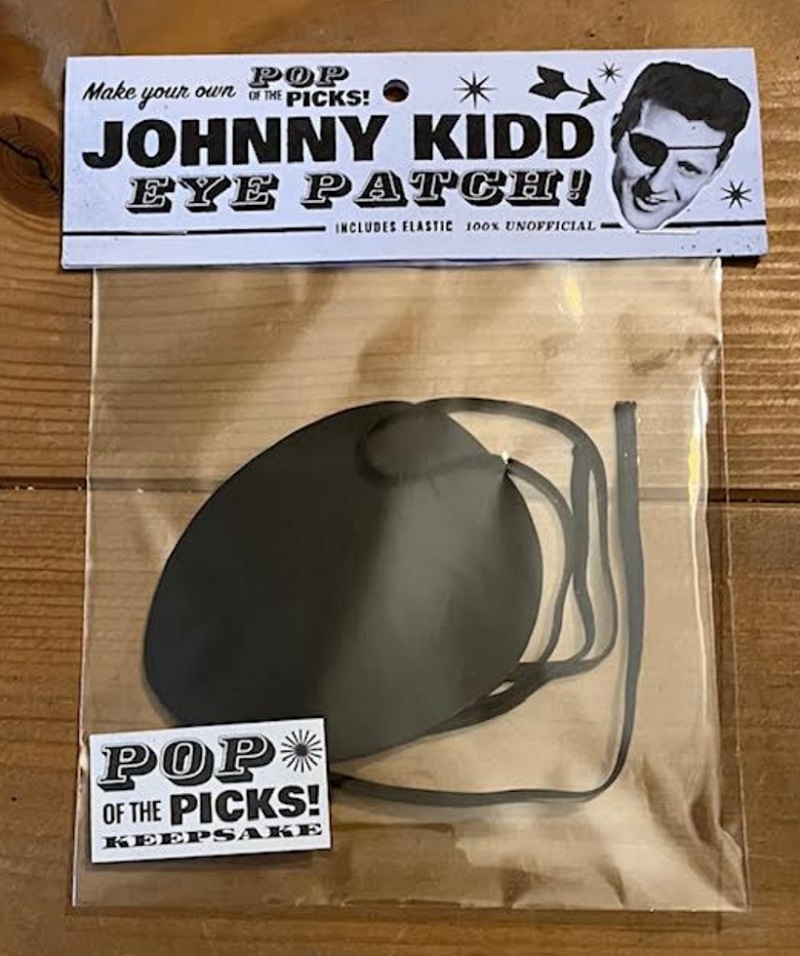 Make your own POP OF THE PICKS!
JOHNNY KIDD
EYE PATCH!
INCLUDES ELASTIC 100% UNOFFICIAL
POP
OF THE PICKS!
KEEPSAKE